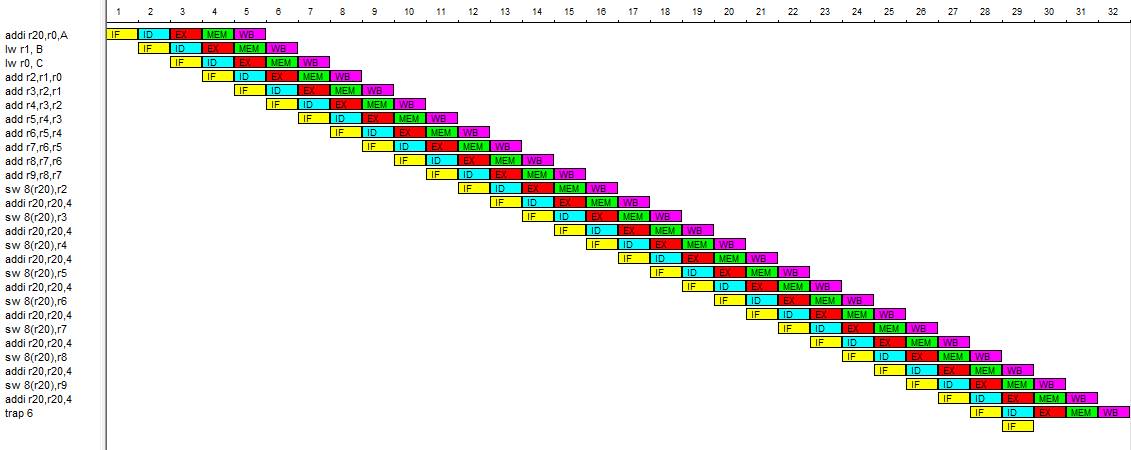 1 2 3 4 5 6 7 8 9 10 11 12 13 14 15 16 17 18 19 20 21 22 23 24 25 26 27 28 29 30 31 32
addi r20,r0,A IF ID EX MEM WB
lw r1, B IF ID EX MEM WB
lw r0, C IF ID EX MEM WB
add r2,r1,r0 IF ID EX MEM WB
add r3,r2,r1 IF ID EX MEM WB
add r4,r3,r2 IF ID EX MEM WB
add r5,r4,r3 IF ID EX MEM WB
add r6,r5,r4 IF ID EX MEM WB
add r7,r6,r5 IF ID EX MEM WB
add r8,r7,r6 IF ID EX MEM WB
add r9,r8,r7 IF ID EX MEM WB
sw 8(r20),r2 IF ID EX MEM WB
addi r20,r20,4 IF ID EX MEM WB
sw 8(r20),r3 IF ID EX MEM WB
addi r20,r20,4 IF ID EX MEM WB
sw 8(r20),r4 IF ID EX MEM WB
addi r20,r20,4 IF ID EX MEM WB
sw 8(r20),r5 IF ID EX MEM WB
addi r20,r20,4 IF ID EX MEM WB
sw 8(r20),r6 IF ID EX MEM WB
addi r20,r20,4 IF ID EX MEM WB
sw 8(r20),r7 IF ID EX MEM WB
addi r20,r20,4 IF ID EX MEM WB
sw 8(r20),r8 IF ID EX MEM WB
addi r20,r20,4 IF ID EX MEM WB
sw 8(r20),r9 IF ID EX MEM WB
addi r20,r20,4 IF ID EX MEM WB
trap 6 IF ID EX MEM WB
IF